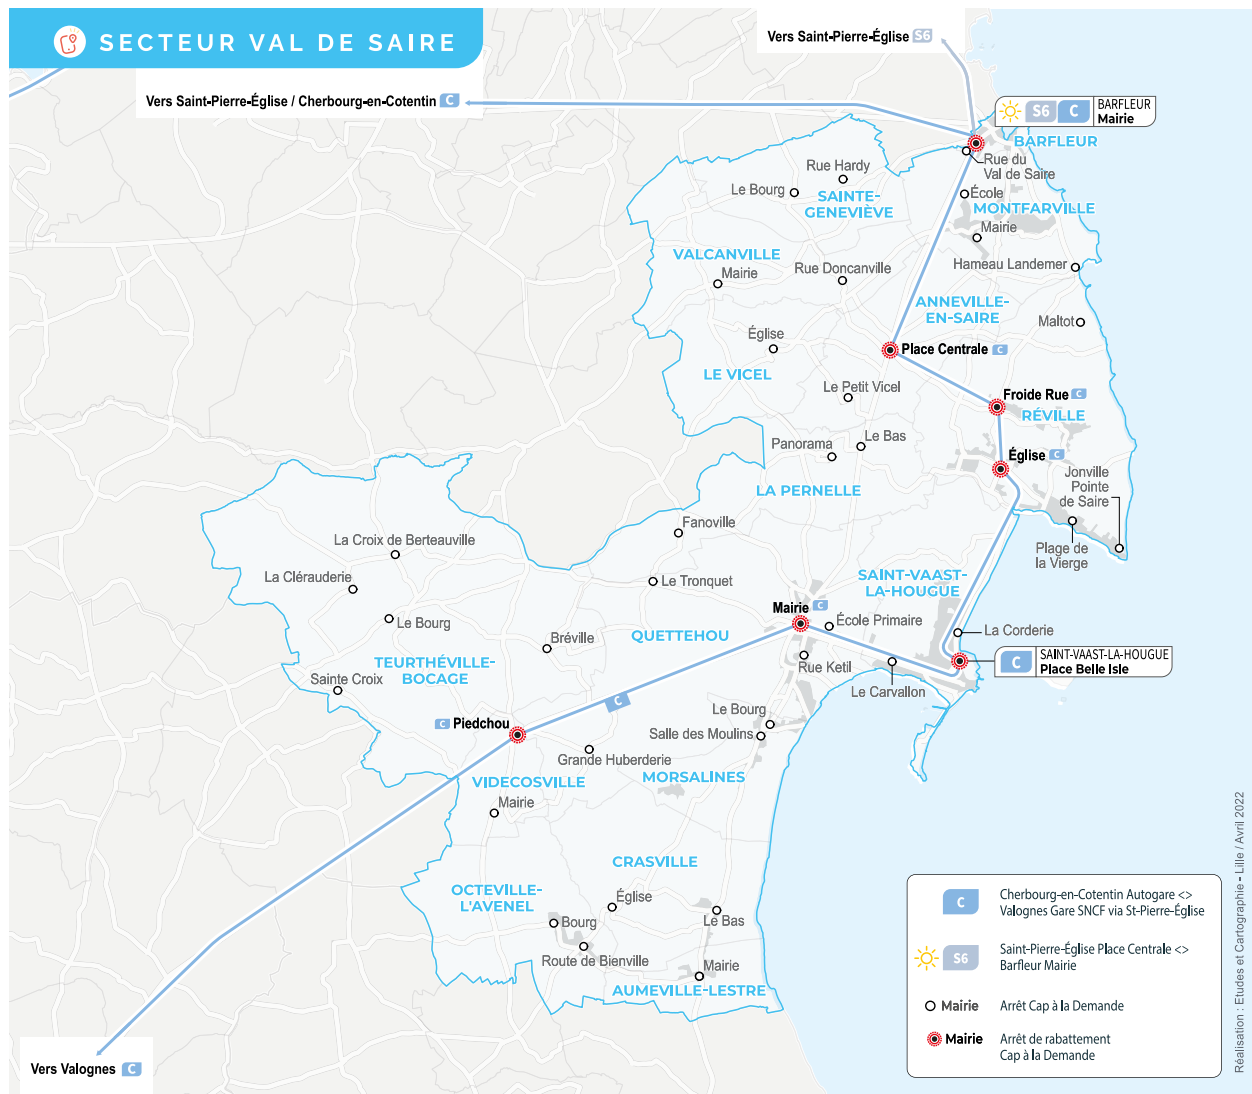 SECTEUR VAL DE SAIRE
Vers Saint-Pierre-Église S6
Vers Saint-Pierre-Église / Cherbourg-en-Cotentin C
S6 C BARFLEUR
Mairie
BARFLEUR
Rue du
Val de Saire
Rue Hardy
Le Bourg
SAINTE-
GENEVIÈVE
École
MONTFARVILLE
Mairie
VALCANVILLE
Mairie
Rue Doncanville
Hameau Landemer
ANNEVILLE-
EN-SAIRE
Maltot
Église
Place Centrale C
LE VICEL
Le Petit Vicel
Froide Rue C
RÉVILLE
Panorama
Le Bas
Église C
Jonville
Pointe
de Saire
LA PERNELLE
Fanoville
La Croix de Berteauville
Plage de
la Vierge
La Clérauderie
Le Tronquet
SAINT-VAAST-
LA-HOUGUE
Mairie C
Le Bourg
École Primaire
Bréville
QUETTEHOU
La Corderie
TEURTHÉVILLE-
BOCAGE
Rue Ketil
C SAINT-VAAST-LA-HOUGUE
Place Belle Isle
Sainte Croix
Le Carvallon
C
C Piedchou
Le Bourg
Salle des Moulins
Grande Huberderie
VIDECOSVILLE
MORSALINES
Mairie
CRASVILLE
OCTEVILLE-
L'AVENEL
Église
Bourg
Le Bas
Route de Bienville
Mairie
AUMEVILLE-LESTRE
Vers Valognes C
C
Cherbourg-en-Cotentin Autogare <>
Valognes Gare SNCF via St-Pierre-Église
S6
Saint-Pierre-Église Place Centrale <>
Barfleur Mairie
Mairie Arrêt Cap à la Demande
Mairie Arrêt de rabattement
Cap à la Demande
Réalisation : Etudes et Cartographie - Lille / Avril 2022